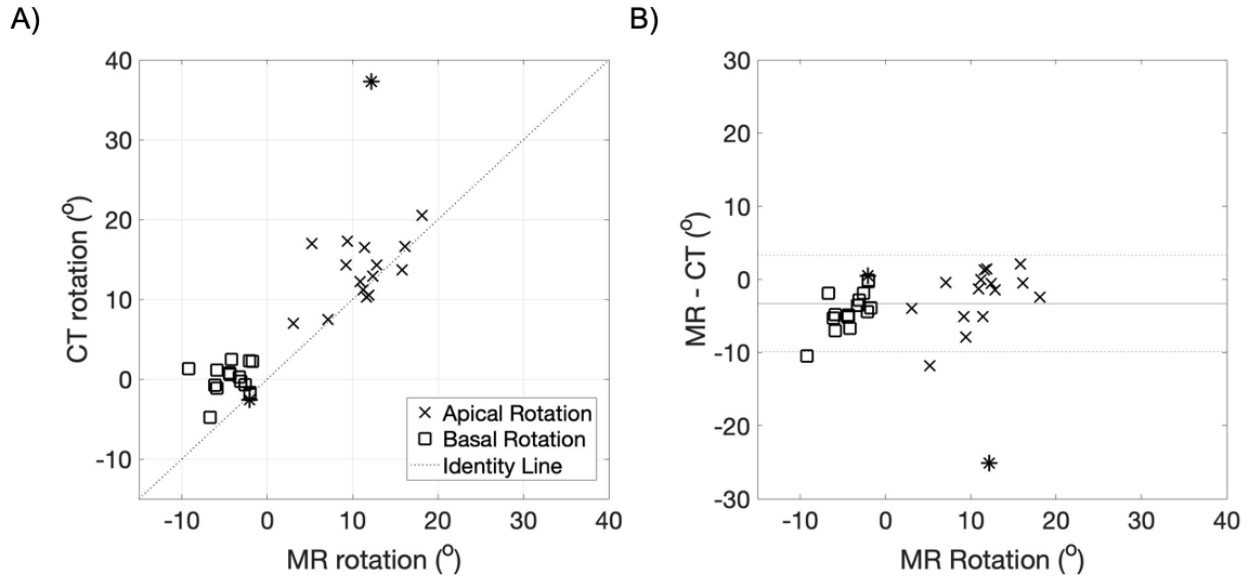 A)
B)
40
30
20
10
0
-10
CT rotation (°)
-10 0 10 20 30 40
MR rotation (°)
Apical Rotation
Basal Rotation
Identity Line
30
20
10
0
-10
-20
-30
MR - CT (°)
-10 0 10 20 30 40
MR Rotation (°)